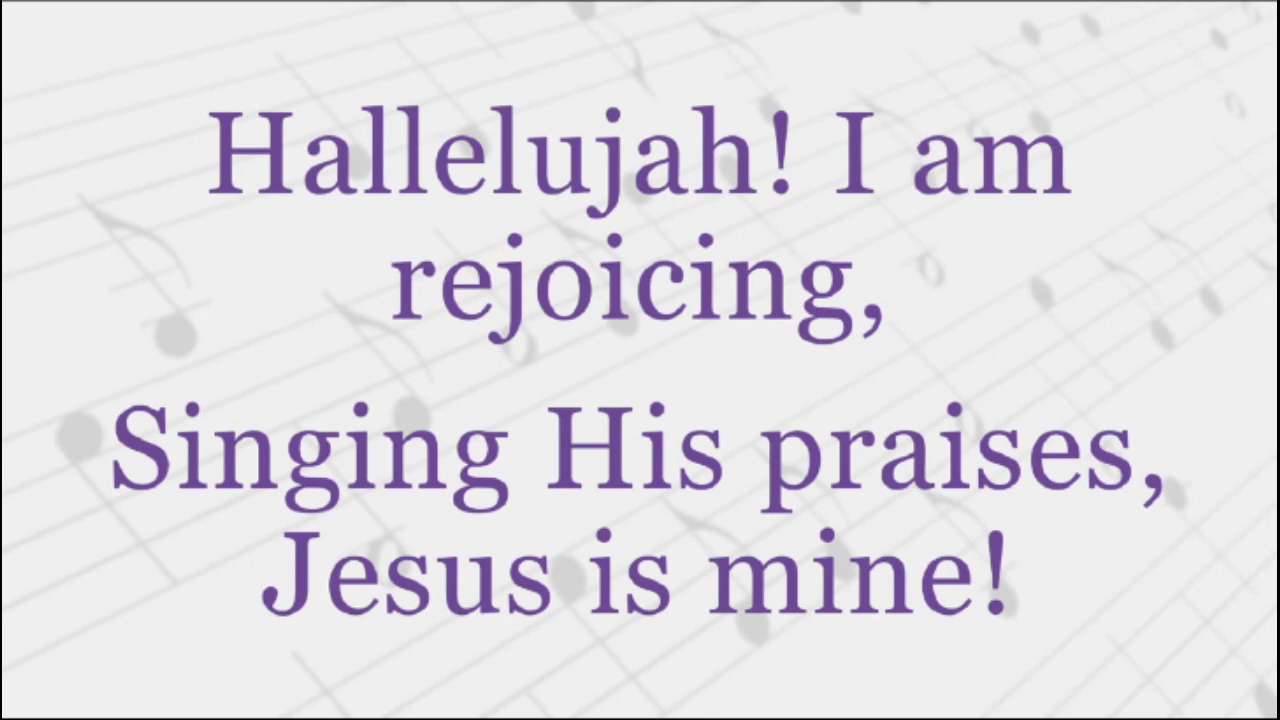 Hallelujah! I am
rejoicing,
Singing His praises,
Jesus is mine!